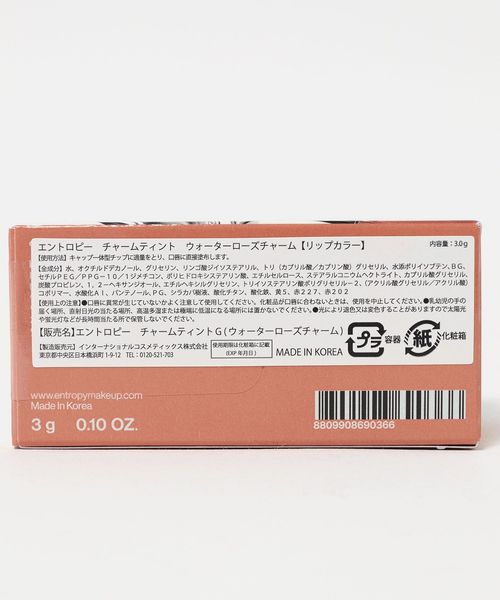 エントロピー　チャームティント　ウォーターローズチャーム【リップカラー】　内容量：3.0g
【使用方法】キャップ一体型チップに適量をとり、口唇に直接塗布します。
【全成分】水、オクチルドデカノール、グリセリン、リンゴ酸ジイソステアリル、トリ（カプリル酸／カプリン酸）グリセリル、水添ポリイソブテン、ＢＧ、
セチルＰＥＧ／ＰＰＧ－１０／１ジメチコン、ポリヒドロキシステアリン酸、エチルセルロース、ステアラルコニウムヘクトライト、カプリル酸グリセリル、
炭酸プロピレン、１，２－ヘキサンジオール、エチルヘキシルグリセリン、トリイソステアリン酸ポリグリセリル－２、（アクリル酸グリセリル／アクリル酸）
コポリマー、水酸化Ａｌ、パンテノール、ＰＧ、シラカバ樹液、酸化チタン、酸化鉄、黄５、赤２２７、赤２０２
【使用上の注意】●口唇に異常が生じていないかよく注意して使用してください。化粧品が口唇に合わないときは、使用を中止してください。●乳幼児の手の
届く場所、直射日光の当たる場所、高温多湿または極端に低温になる場所には置かないでください。●光により退色又は変色することがありますので太陽光
や蛍光灯などが長時間当たる所で保管しないでください。
【販売名】エントロピー　チャームティントＧ（ウォーターローズチャーム）
【製造販売元】インターナショナルコスメティックス株式会社
東京都中央区日本橋浜町1-9-12　TEL：0120-521-703
使用期限は化粧箱に記載
(EXP 年月日)
MADE IN KOREA
プラ 容器
紙 化粧箱
www.entropymakeup.com
Made In Korea
3 g　0.10 OZ.
8809908690366